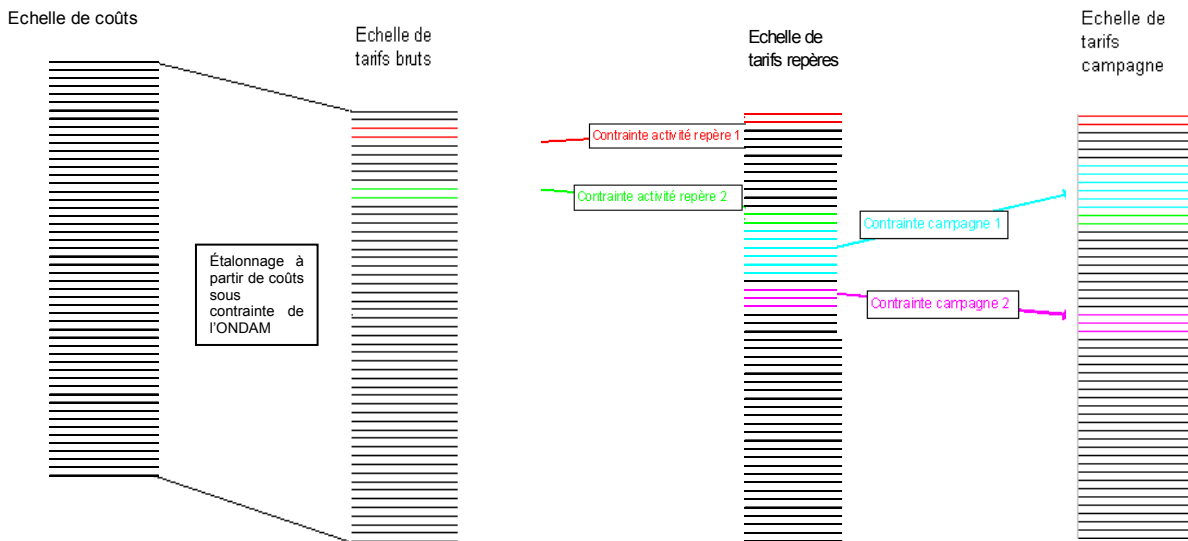 Echelle de coûts
Echelle de
tarifs bruts
Echelle de
tarifs repères
Echelle de
tarifs
campagne
Contrainte activité repère 1
Contrainte activité repère 2
Contrainte campagne 1
Étalonnage à
partir de coûts
sous
contrainte de
l'ONDAM
Contrainte campagne 2